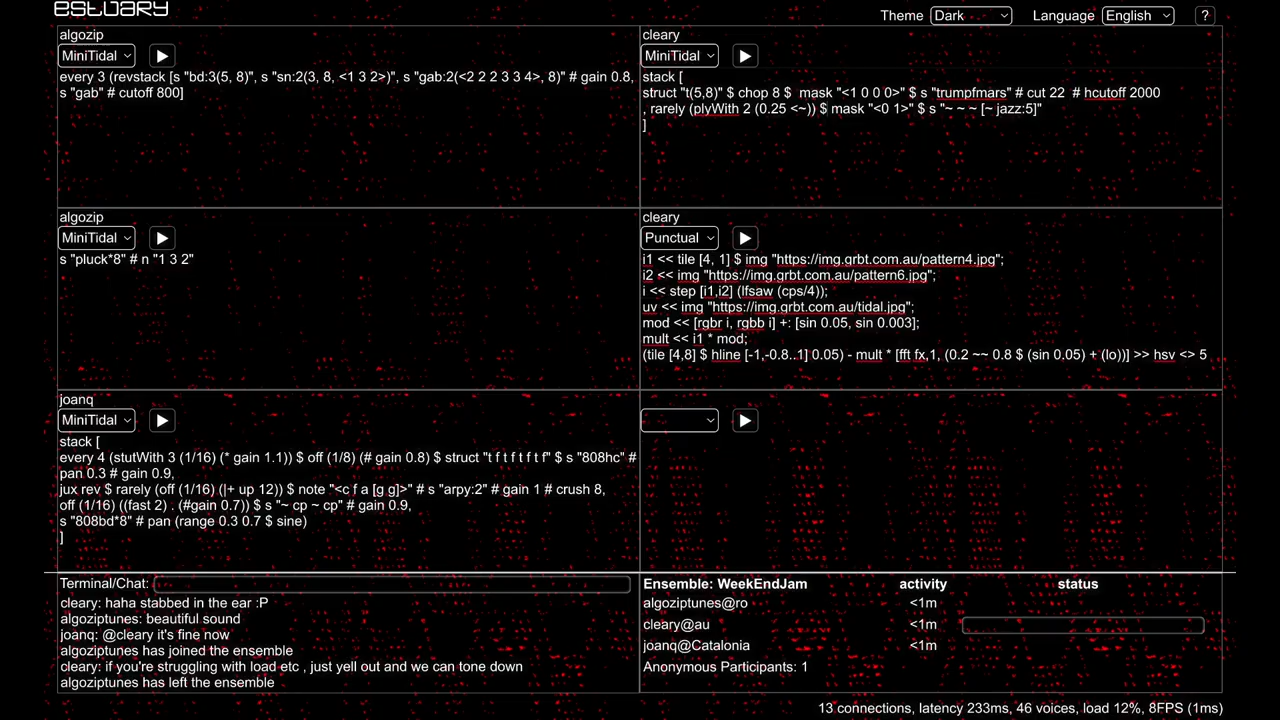 estuary
Theme Dark Language English ?
algozip
MiniTidal
every 3 (revstack [s "bd:3(5, 8)", s "sn:2(3, 8, <1 3 2>)", s "gab:2(<2 2 2 3 3 4>, 8)" # gain 0.8,
s "gab" # cutoff 800]
cleary
MiniTidal
stack [
struct "t(5,8)" $ chop 8 $  mask "<1 0 0 0>" $ s "trumpfmars" # cut 22  # hcutoff 2000
, rarely (plyWith 2 (0.25 <~)) $ mask "<0 1>" $ s "~ ~ ~ [~ jazz:5]"
]
algozip
MiniTidal
s "pluck*8" # n "1 3 2"
cleary
Punctual
i1 << tile [4, 1] $ img "https://img.grbt.com.au/pattern4.jpg";
i2 << img "https://img.grbt.com.au/pattern6.jpg";
i << step [i1,i2] (lfsaw (cps/4));
uv << img "https://img.grbt.com.au/tidal.jpg";
mod << [rgbr i, rgbb i] +: [sin 0.05, sin 0.003];
mult << i1 * mod;
(tile [4,8] $ hline [-1,-0.8..1] 0.05) - mult * [fft fx,1, (0.2 ~~ 0.8 $ (sin 0.05) + (lo))] >> hsv <> 5
joanq
MiniTidal
stack [
every 4 (stutWith 3 (1/16) (* gain 1.1)) $ off (1/8) (# gain 0.8) $ struct "t f t f t f t f" $ s "808hc" #
pan 0.3 # gain 0.9,
jux rev $ rarely (off (1/16) (|+ up 12)) $ note "<c f a [g g]>" # s "arpy:2" # gain 1 # crush 8,
off (1/16) ((fast 2) . (#gain 0.7)) $ s "~ cp ~ cp" # gain 0.9,
s "808bd*8" # pan (range 0.3 0.7 $ sine)
]
Terminal/Chat:
cleary: haha stabbed in the ear :P
algoziptunes: beautiful sound
joanq: @cleary it's fine now
algoziptunes has joined the ensemble
cleary: if you're struggling with load etc , just yell out and we can tone down
algoziptunes has left the ensemble
Ensemble: WeekEndJam activity status
algoziptunes@ro <1m
cleary@au <1m
joanq@Catalonia <1m
Anonymous Participants: 1
13 connections, latency 233ms, 46 voices, load 12%, 8FPS (1ms)